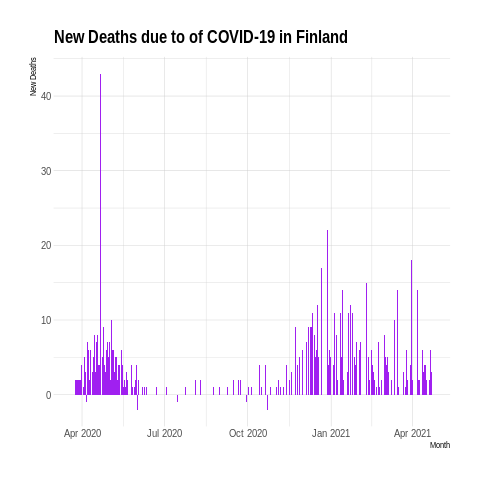 New Deaths due to of COVID-19 in Finland
New Deaths
40
30
20
10
0
Apr 2020 Jul 2020 Oct 2020 Jan 2021 Apr 2021
Month